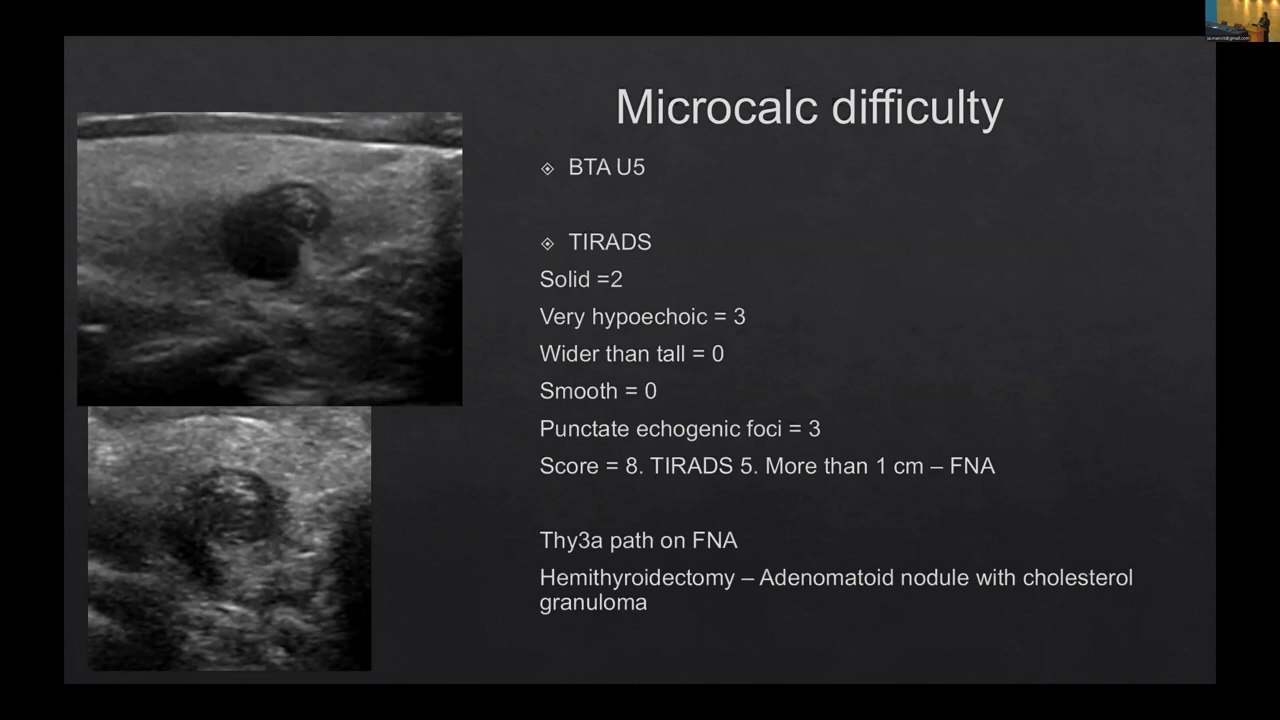 Microcalc difficulty
BTA U5
TIRADS
Solid =2
Very hypoechoic = 3
Wider than tall = 0
Smooth = 0
Punctate echogenic foci = 3
Score = 8. TIRADS 5. More than 1 cm – FNA
Thy3a path on FNA
Hemithyroidectomy – Adenomatoid nodule with cholesterol
granuloma